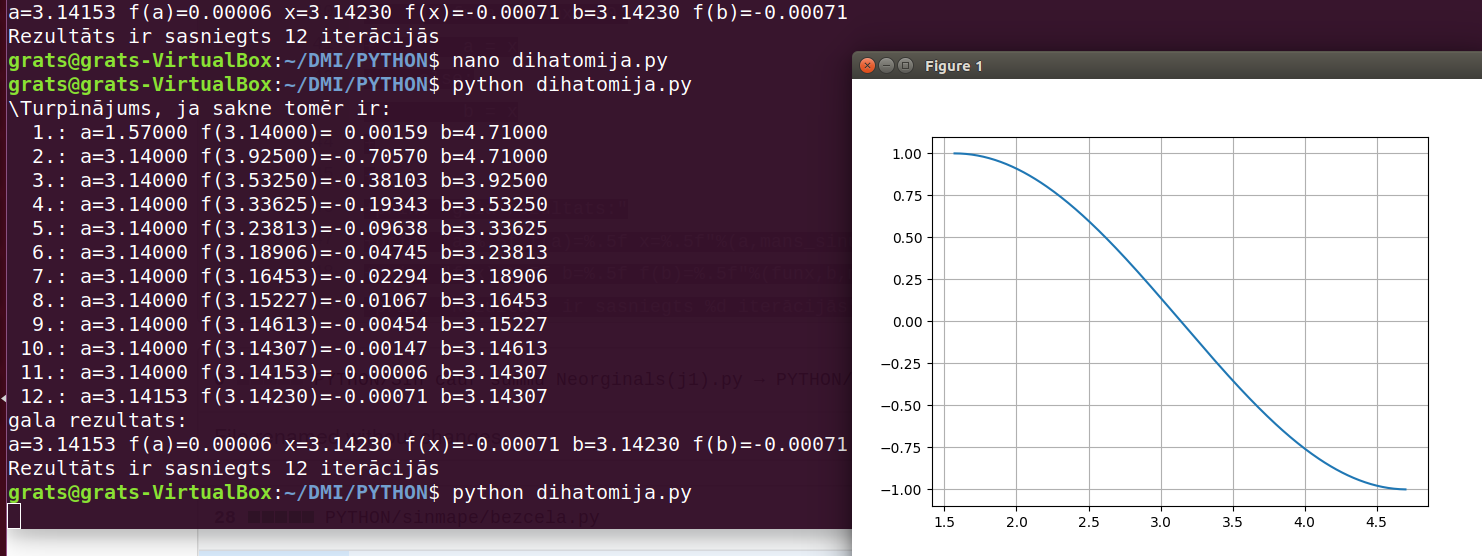 a=3.14153 f(a)=0.00006 x=3.14230 f(x)=-0.00071 b=3.14230 f(b)=-0.00071
Rezultāts ir sasniegts 12 iterācijās
grats@grats-VirtualBox:~/DMI/PYTHON$ nano dihatomija.py
grats@grats-VirtualBox:~/DMI/PYTHON$ python dihatomija.py
\Turpinājums, ja sakne tomēr ir:
1.: a=1.57000 f(3.14000)= 0.00159 b=4.71000
2.: a=3.14000 f(3.92500)=-0.70570 b=4.71000
3.: a=3.14000 f(3.53250)=-0.38103 b=3.92500
4.: a=3.14000 f(3.33625)=-0.19343 b=3.53250
5.: a=3.14000 f(3.23813)=-0.09638 b=3.33625
6.: a=3.14000 f(3.18906)=-0.04745 b=3.23813
7.: a=3.14000 f(3.16453)=-0.02294 b=3.18906
8.: a=3.14000 f(3.15227)=-0.01067 b=3.16453
9.: a=3.14000 f(3.14613)=-0.00454 b=3.15227
10.: a=3.14000 f(3.14307)=-0.00147 b=3.14613
11.: a=3.14000 f(3.14153)= 0.00006 b=3.14307
12.: a=3.14153 f(3.14230)=-0.00071 b=3.14307
gala rezultats:
a=3.14153 f(a)=0.00006 x=3.14230 f(x)=-0.00071 b=3.14230 f(b)=-0.00071
Rezultāts ir sasniegts 12 iterācijās
grats@grats-VirtualBox:~/DMI/PYTHON$ python dihatomija.py
Neorginals(ji).py → PYTHON/
28 PYTHON/sinmape/bezcela.py
Figure 1
1.00
0.75
0.50
0.25
0.00
−0.25
−0.50
−0.75
−1.00
1.5 2.0 2.5 3.0 3.5 4.0 4.5